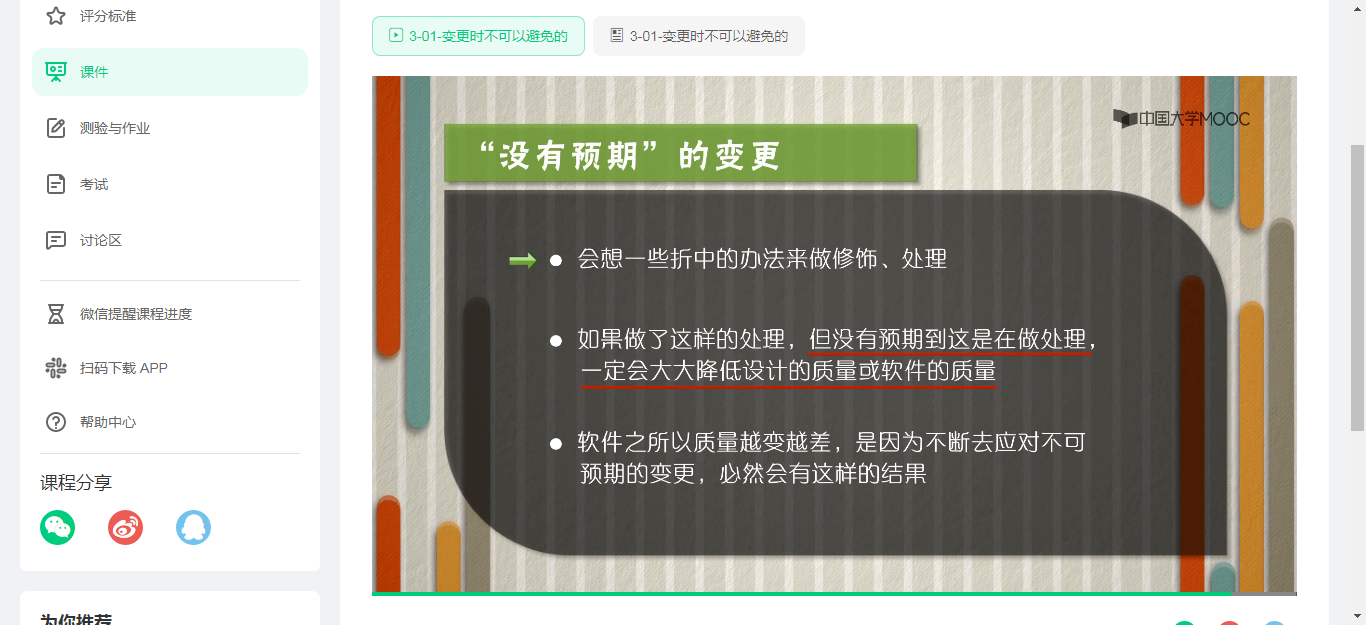 评分标准
课件
测验与作业
考试
讨论区
微信提醒课程进度
扫码下载 APP
帮助中心
课程分享
为你推荐
3-01-变更时不可以避免的
3-01-变更时不可以避免的
中国大学MOOC
“没有预期”的变更
会想一些折中的办法来做修饰、处理
如果做了这样的处理，但没有预期到这是在做处理，
一定会大大降低设计的质量或软件的质量
软件之所以质量越变越差，是因为不断去应对不可
预期的变更，必然会有这样的结果